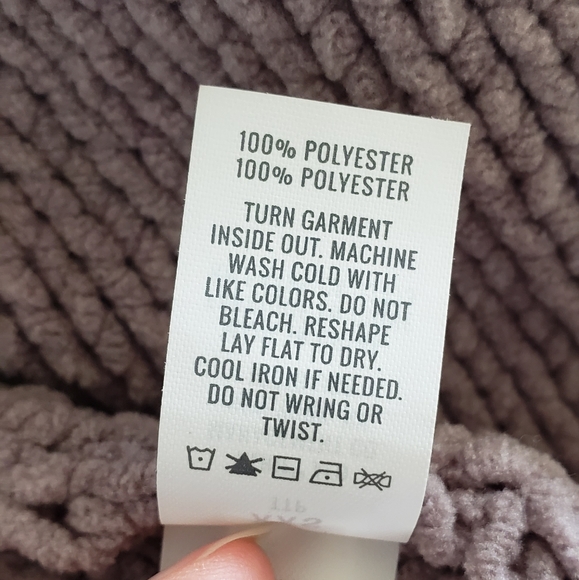 100% POLYESTER
100% POLYESTER
TURN GARMENT
INSIDE OUT. MACHINE
WASH COLD WITH
LIKE COLORS. DO NOT
BLEACH. RESHAPE
LAY FLAT TO DRY.
COOL IRON IF NEEDED.
DO NOT WRING OR
TWIST.